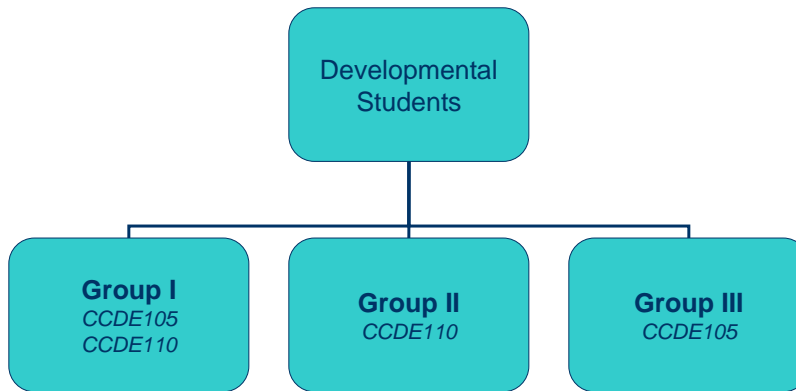 Developmental
Students
Group I
CCDE105
CCDE110
Group II
CCDE110
Group III
CCDE105